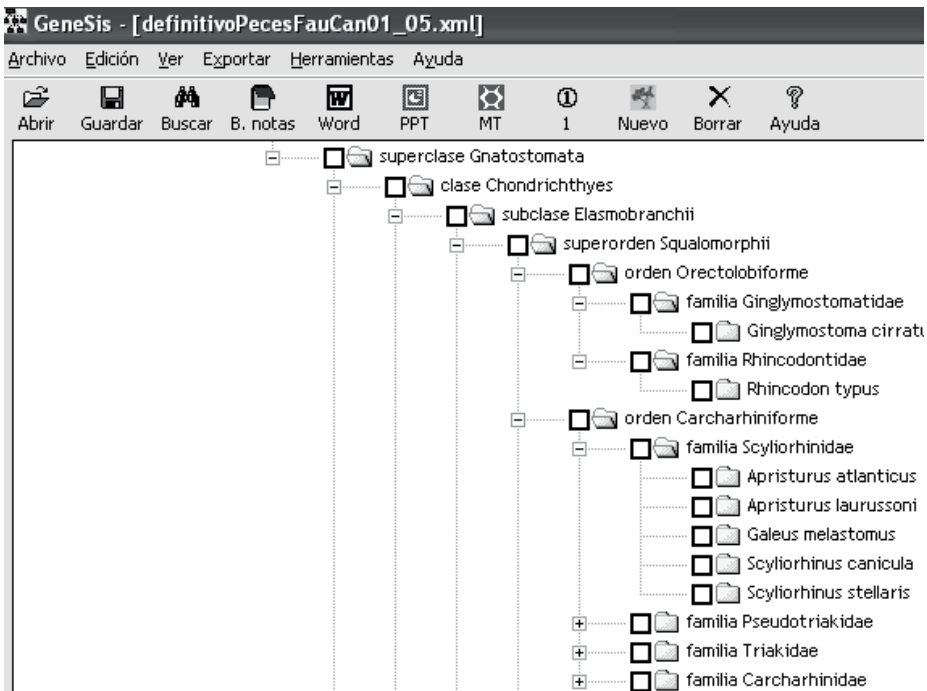 GeneSis - [definitivoPecesFauCan01_05.xml]
Archivo Edición Ver Exportar Herramientas Ayuda
Abrir Guardar Buscar B. notas Word PPT MT 1 Nuevo Borrar Ayuda
superclase Gnatostomata
clase Chondrichthyes
subclase Elasmobranchii
superorden Squalomorphii
orden Orectolobiforme
familia Ginglymostomatidae
Ginglymostoma cirratu
familia Rhincodontidae
Rhincodon typus
orden Carcharhiniforme
familia Scyliorhinidae
Apristurus atlanticus
Apristurus laurussoni
Galeus melastomus
Scyliorhinus canicula
Scyliorhinus stellaris
familia Pseudotriakidae
familia Triakidae
familia Carcharhinidae